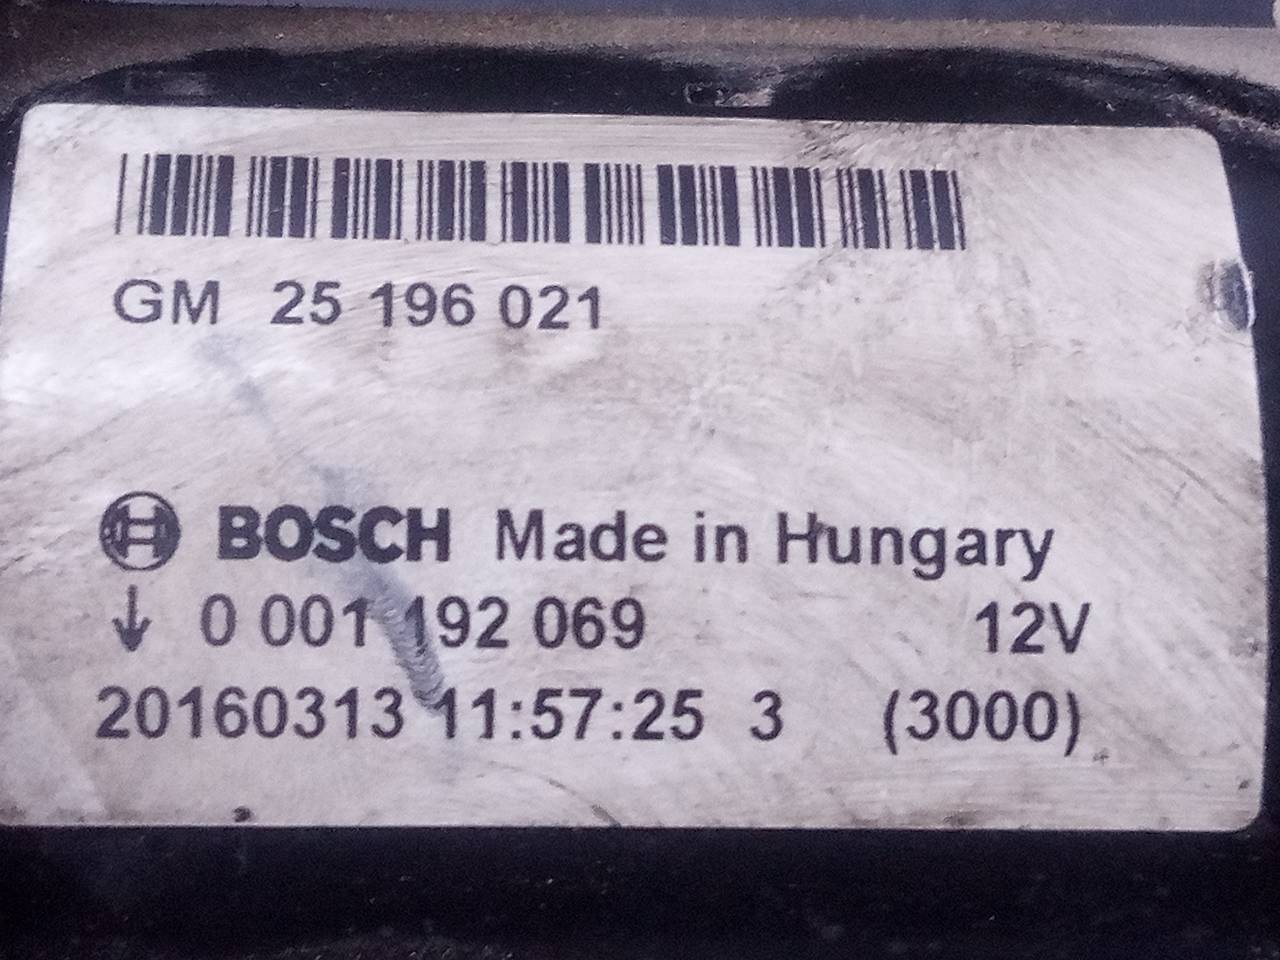 GM 25 196 021
BOSCH Made in Hungary
↓ 0 001 192 069 12V
20160313 11:57:25 3 (3000)